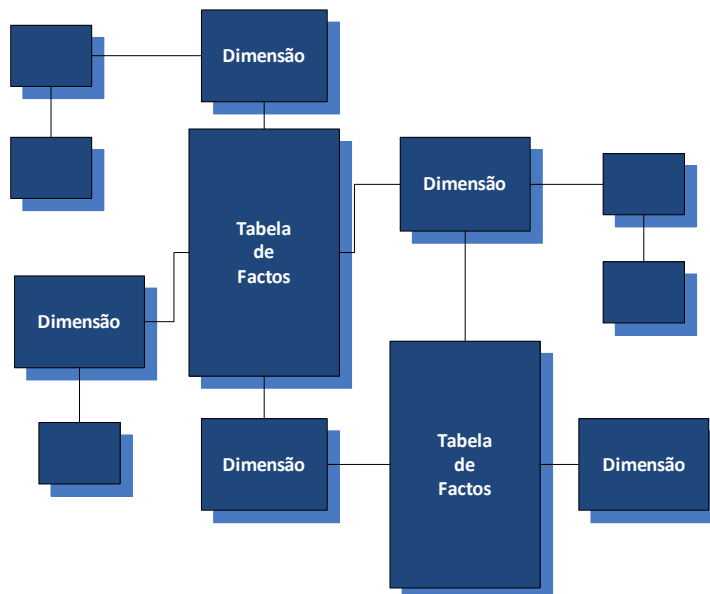 Dimensão
Dimensão
Tabela
de
Factos
Dimensão
Dimensão
Tabela
de
Factos
Dimensão